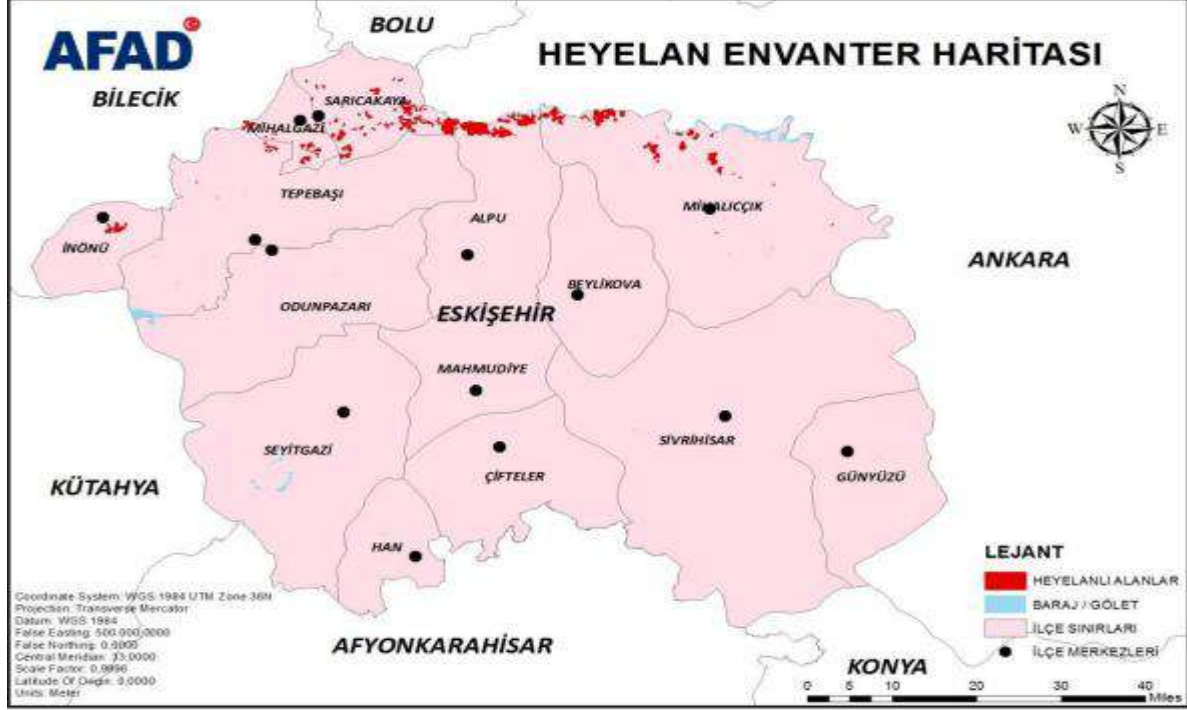 AFAD
HEYELAN ENVANTER HARİTASI
BOLU
BİLECİK
SARICAKAYA
MİHALGAZİ
N
W E
S
TEPEBAŞI
ALPU
MİHALIÇÇIK
İNÖNÜ
ANKARA
BEYLİKOVA
ODUNPAZARI
ESKİŞEHİR
MAHMUDİYE
SEYİTGAZİ
SİVRİHİSAR
ÇİFTELER
GÜNYÜZÜ
KÜTAHYA
HAN
AFYONKARAHİSAR
KONYA
LEJANT
HEYELANLI ALANLAR
BARAJ / GÖLET
İLÇE SINIRLARI
İLÇE MERKEZLERİ
Coordinate System: WGS 1984 UTM Zone 36N
Projection: Transverse Mercator
Datum: WGS 1984
False Easting: 500.000,0000
False Northing: 0,0000
Central Meridian: 33,0000
Scale Factor: 0,9996
Latitude Of Origin: 0,0000
Units: Meter
0 5 10 20 30 40
Miles